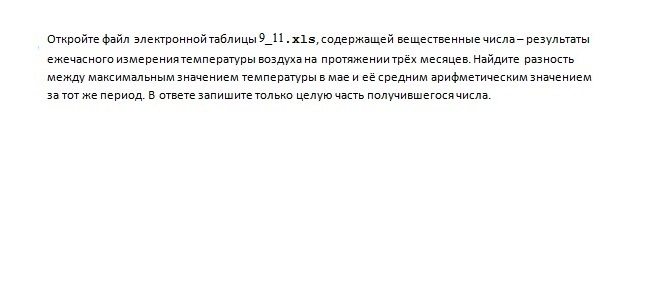 Откройте файл электронной таблицы 9_11.xls, содержащей вещественные числа – результаты
ежечасного измерения температуры воздуха на протяжении трёх месяцев. Найдите разность
между максимальным значением температуры в мае и её средним арифметическим значением
за тот же период. В ответе запишите только целую часть получившегося числа.